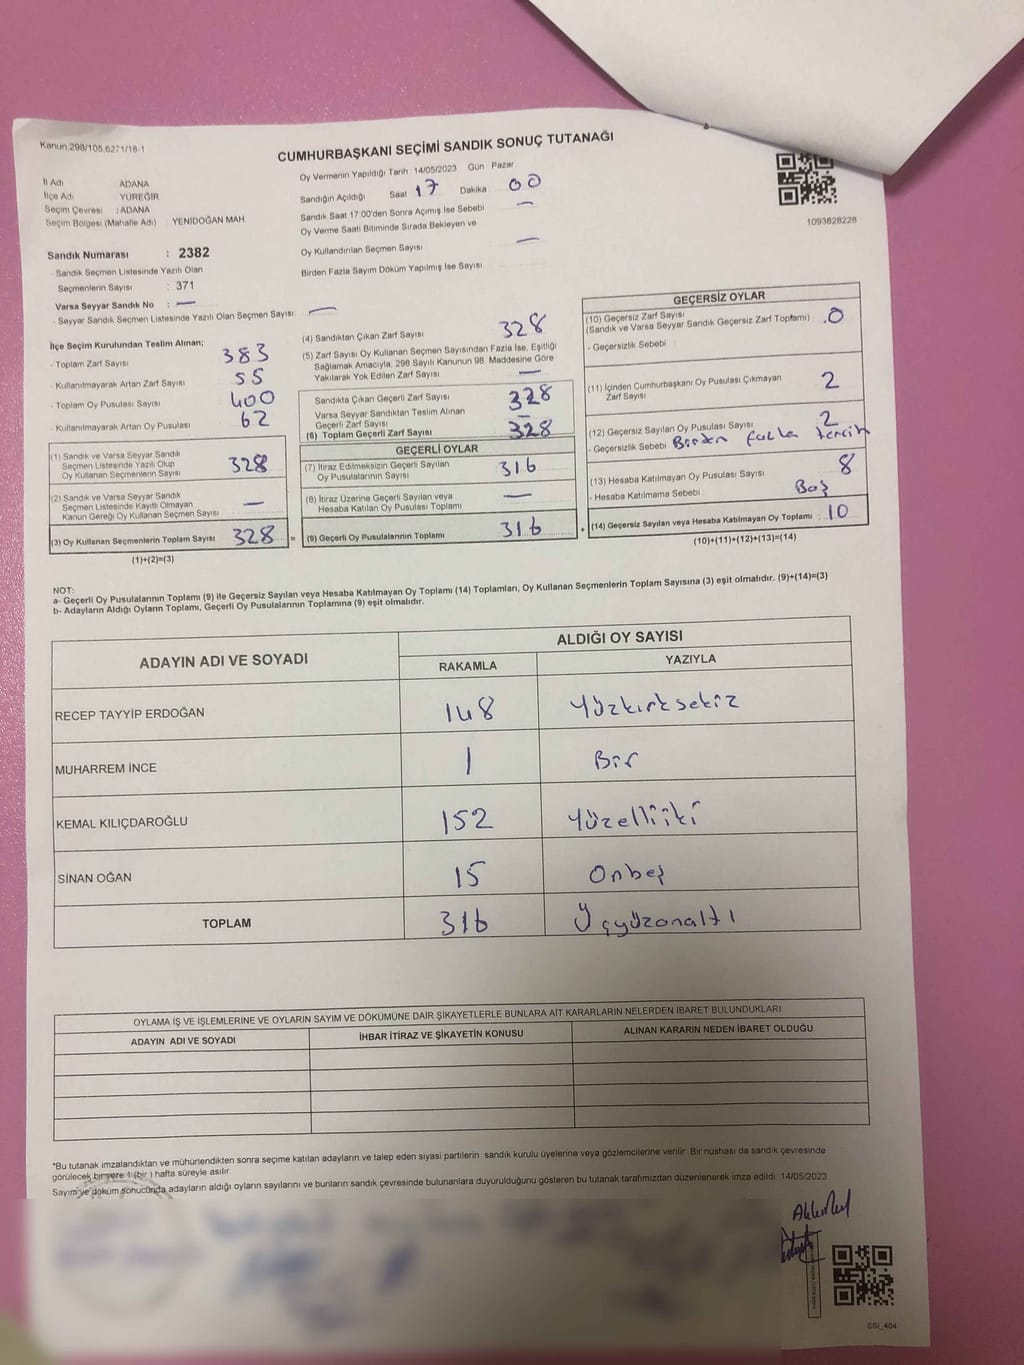 Kanun 298/105,6271/18-1
CUMHURBAŞKANI SEÇİMİ SANDIK SONUÇ TUTANAĞI
İl Adı ADANA
İlçe Adı YÜREĞİR
Seçim Çevresi : ADANA
Seçim Bölgesi (Mahalle Adı) YENİDOĞAN MAH.
Oy Vermenin Yapıldığı Tarih 14/05/2023 Gün Pazar
Sandığın Açıldığı Saat 17 Dakika 00
Sandık Saat 17:00'den Sonra Açımış İse Sebebi —
Oy Verme Saati Bitiminde Sırada Bekleyen ve
Oy Kullandırılan Seçmen Sayısı —
Birden Fazla Sayım Döküm Yapılmış İse Sayısı
1093828228
Sandık Numarası : 2382
- Sandık Seçmen Listesinde Yazılı Olan
Seçmenlerin Sayısı : 371
Varsa Seyyar Sandık No : —
- Seyyar Sandık Seçmen Listesinde Yazılı Olan Seçmen Sayısı: —
İlçe Seçim Kurulundan Teslim Alınan;
- Toplam Zarf Sayısı 383
- Kullanılmayarak Artan Zarf Sayısı 55
- Toplam Oy Pusulası Sayısı 400
- Kullanılmayarak Artan Oy Pusulası 62
(1) Sandık ve Varsa Seyyar Sandık
Seçmen Listesinde Yazılı Olup
Oy Kullanan Seçmenlerin Sayısı 328
(2) Sandık ve Varsa Seyyar Sandık
Seçmen Listesinde Kayıtlı Olmayan
Kanun Gereği Oy Kullanan Seçmen Sayısı —
(3) Oy Kullanan Seçmenlerin Toplam Sayısı 328 =
(1)+(2)=(3)
(4) Sandıktan Çıkan Zarf Sayısı 328
(5) Zarf Sayısı Oy Kullanan Seçmen Sayısından Fazla İse, Eşitliği
Sağlamak Amacıyla, 298 Sayılı Kanunun 98. Maddesine Göre
Yakılarak Yok Edilen Zarf Sayısı —
Sandıkta Çıkan Geçerli Zarf Sayısı 328
Varsa Seyyar Sandıktan Teslim Alınan
Geçerli Zarf Sayısı —
(6) Toplam Geçerli Zarf Sayısı 328
GEÇERLİ OYLAR
(7) İtiraz Edilmeksizin Geçerli Sayılan
Oy Pusulalarının Sayısı 316
(8) İtiraz Üzerine Geçerli Sayılan veya
Hesaba Katılan Oy Pusulası Toplamı —
(9) Geçerli Oy Pusulalarının Toplamı 316 +
GEÇERSİZ OYLAR
(10) Geçersiz Zarf Sayısı
(Sandık ve Varsa Seyyar Sandık Geçersiz Zarf Toplamı) : 0
- Geçersizlik Sebebi
(11) İçinden Cumhurbaşkanı Oy Pusulası Çıkmayan
Zarf Sayısı 2
(12) Geçersiz Sayılan Oy Pusulası Sayısı 2
- Geçersizlik Sebebi Birden fazla tercih
(13) Hesaba Katılmayan Oy Pusulası Sayısı 8
- Hesaba Katılmama Sebebi : Boş
(14) Geçersiz Sayılan veya Hesaba Katılmayan Oy Toplamı : 10
(10)+(11)+(12)+(13)=(14)
NOT:
a- Geçerli Oy Pusulalarının Toplamı (9) ile Geçersiz Sayılan veya Hesaba Katılmayan Oy Toplamı (14) Toplamları, Oy Kullanan Seçmenlerin Toplam Sayısına (3) eşit olmalıdır. (9)+(14)=(3)
b- Adayların Aldığı Oyların Toplamı, Geçerli Oy Pusulalarının Toplamına (9) eşit olmalıdır.
ADAYIN ADI VE SOYADI ALDIĞI OY SAYISI
RAKAMLA YAZIYLA
RECEP TAYYİP ERDOĞAN 148 Yüzkırksekiz
MUHARREM İNCE 1 Bir
KEMAL KILIÇDAROĞLU 152 Yüzelliiki
SİNAN OĞAN 15 Onbeş
TOPLAM 316 Üçyüzonaltı
OYLAMA İŞ VE İŞLEMLERİNE VE OYLARIN SAYIM VE DÖKÜMÜNE DAİR ŞİKAYETLERLE BUNLARA AİT KARARLARIN NELERDEN İBARET BULUNDUKLARI
ADAYIN ADI VE SOYADI İHBAR İTİRAZ VE ŞİKAYETİN KONUSU ALINAN KARARIN NEDEN İBARET OLDUĞU
*Bu tutanak imzalandıktan ve mühürlendikten sonra seçime katılan adayların ve talep eden siyasi partilerin sandık kurulu üyelerine veya gözlemcilerine verilir. Bir nüshası da sandık çevresinde
görülecek bir yere 1 (bir ) hafta süreyle asılır.
Sayım ve döküm sonucunda adayların aldığı oyların sayılarını ve bunların sandık çevresinde bulunanlara duyurulduğunu gösteren bu tutanak tarafımızdan düzenlenerek imza edildi. 14/05/2023
SSI_404